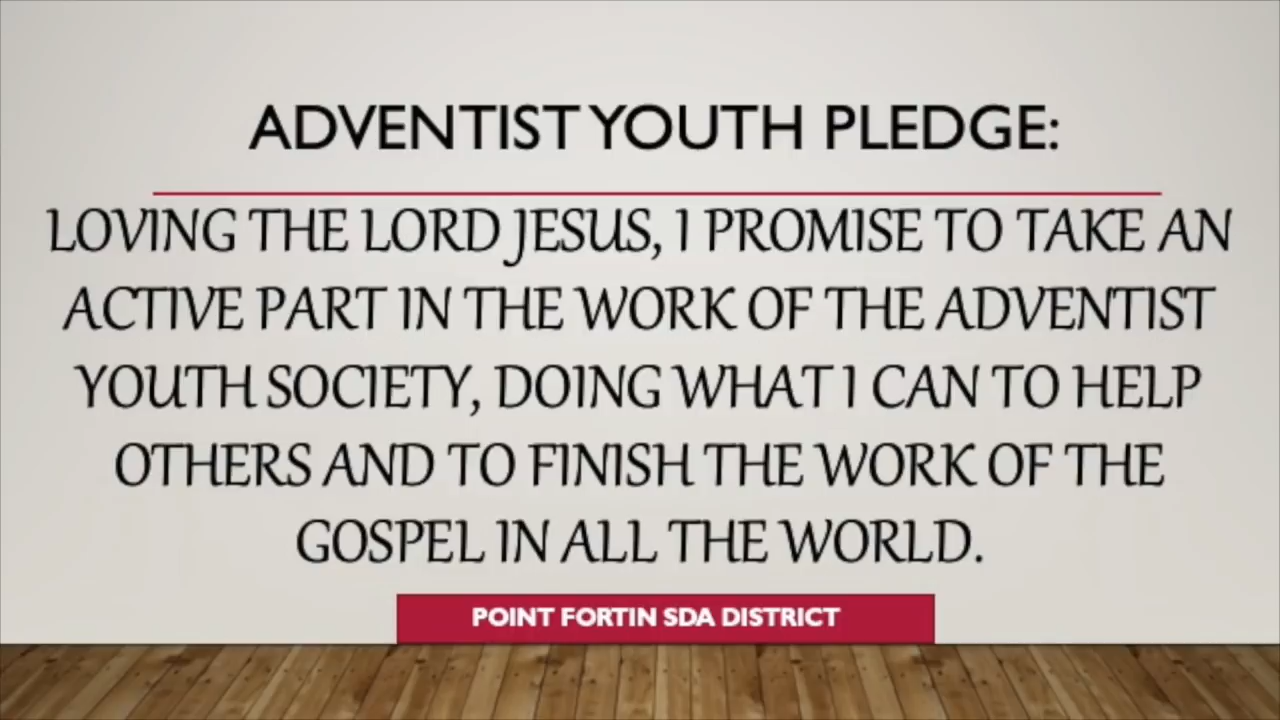 ADVENTIST YOUTH PLEDGE:
LOVING THE LORD JESUS, I PROMISE TO TAKE AN
ACTIVE PART IN THE WORK OF THE ADVENTIST
YOUTH SOCIETY, DOING WHAT I CAN TO HELP
OTHERS AND TO FINISH THE WORK OF THE
GOSPEL IN ALL THE WORLD.
POINT FORTIN SDA DISTRICT